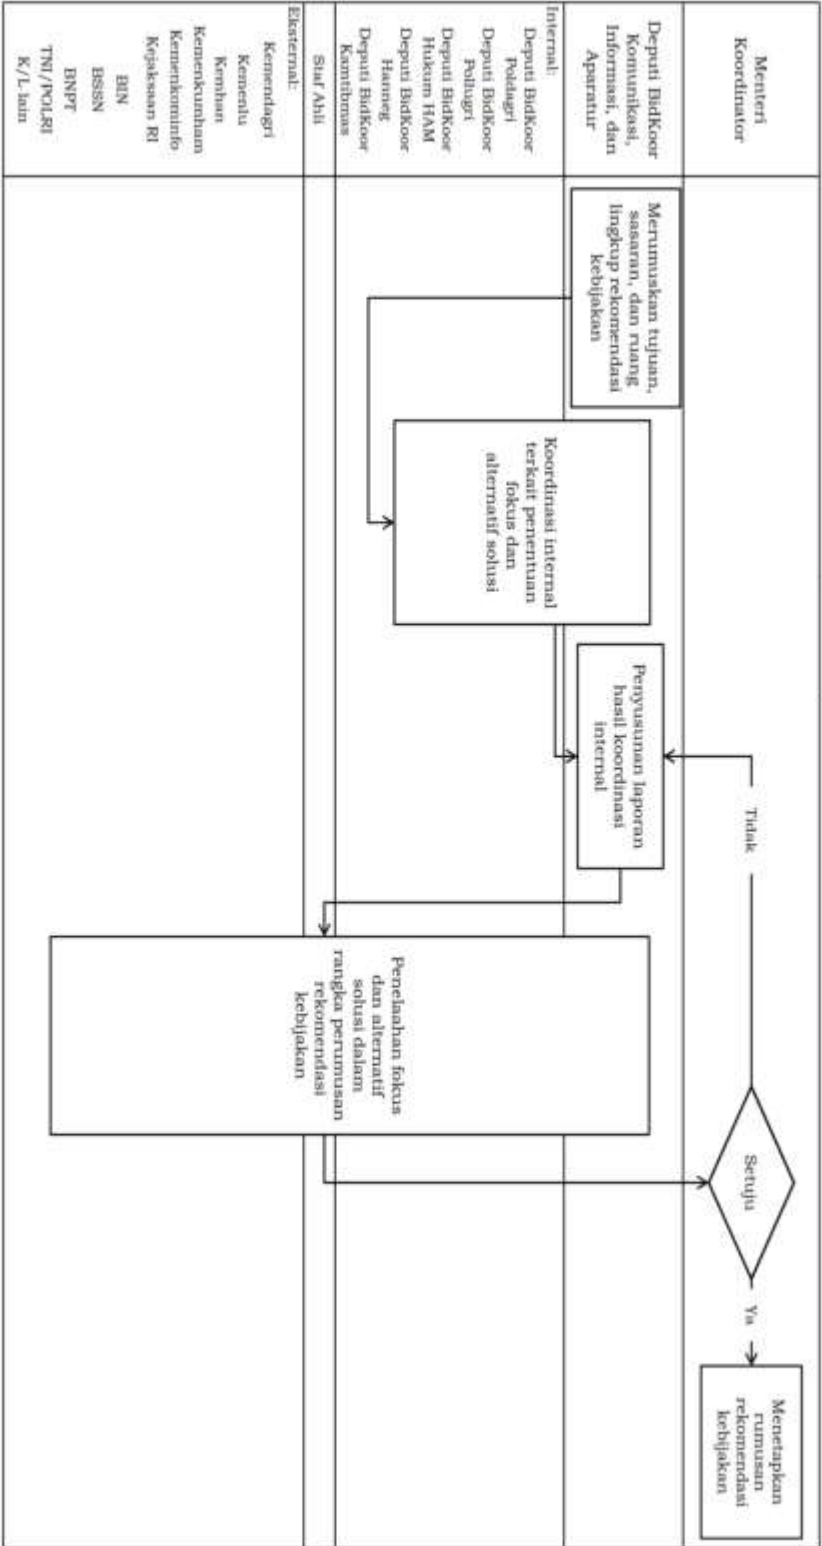 Menteri
Koordinator
Deputi BidKoor
Komunikasi,
Informasi, dan
Aparatur
Internal:
Deputi BidKoor
Poldagri
Deputi BidKoor
Pollugri
Deputi BidKoor
Hukum HAM
Deputi BidKoor
Hanneg
Deputi BidKoor
Kamtibmas
Staf Ahli
Eksternal:
Kemendagri
Kemenlu
Kemhan
Kemenkumham
Kemenkominfo
Kejaksaan RI
BIN
BSSN
BNPT
TNI/POLRI
K/L lain
Merumuskan tujuan,
sasaran, dan ruang
lingkup rekomendasi
kebijakan
Koordinasi internal
terkait penentuan
fokus dan
alternatif solusi
Penyusunan laporan
hasil koordinasi
internal
Tidak
Penelaahan fokus
dan alternatif
solusi dalam
rangka perumusan
rekomendasi
kebijakan
Setuju
Ya
Menetapkan
rumusan
rekomendasi
kebijakan